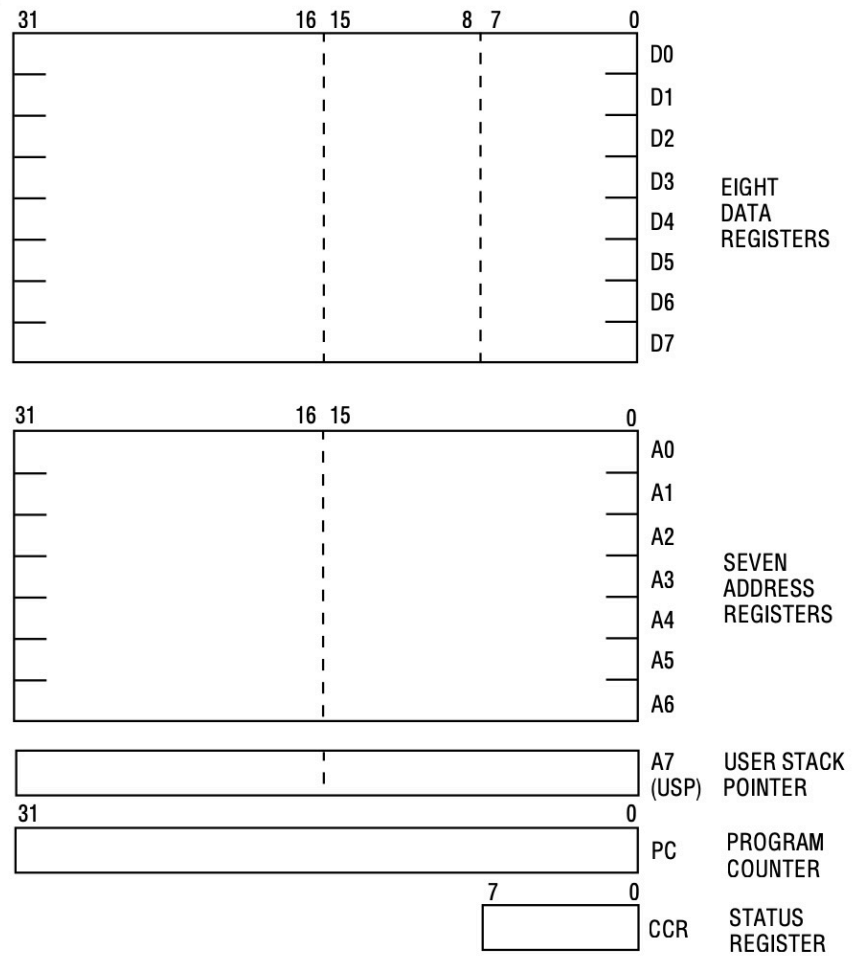 31 16 15 8 7 0
D0
D1
D2
D3
D4
D5
D6
D7
EIGHT
DATA
REGISTERS
31 16 15 0
A0
A1
A2
A3
A4
A5
A6
SEVEN
ADDRESS
REGISTERS
A7
(USP)
USER STACK
POINTER
31 0
PC
PROGRAM
COUNTER
7 0
CCR
STATUS
REGISTER